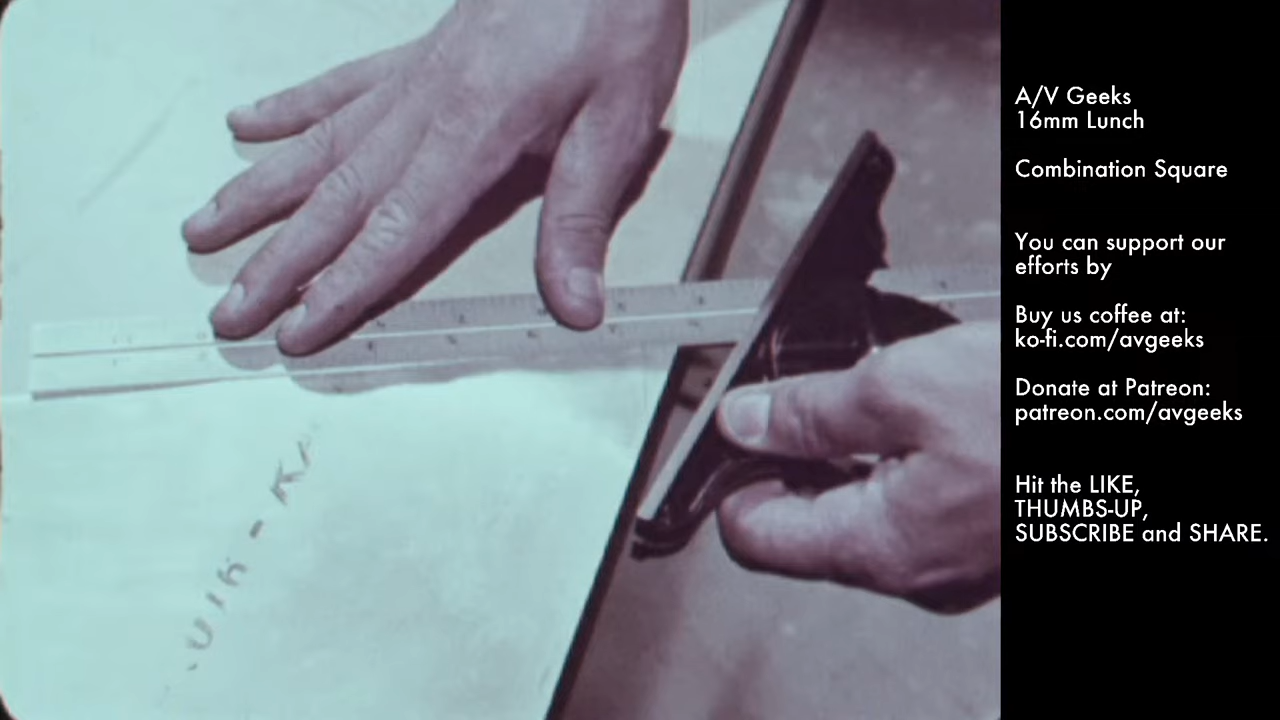 A/V Geeks
16mm Lunch
Combination Square
You can support our
efforts by
Buy us coffee at:
ko-fi.com/avgeeks
Donate at Patreon:
patreon.com/avgeeks
Hit the LIKE,
THUMBS-UP,
SUBSCRIBE and SHARE.